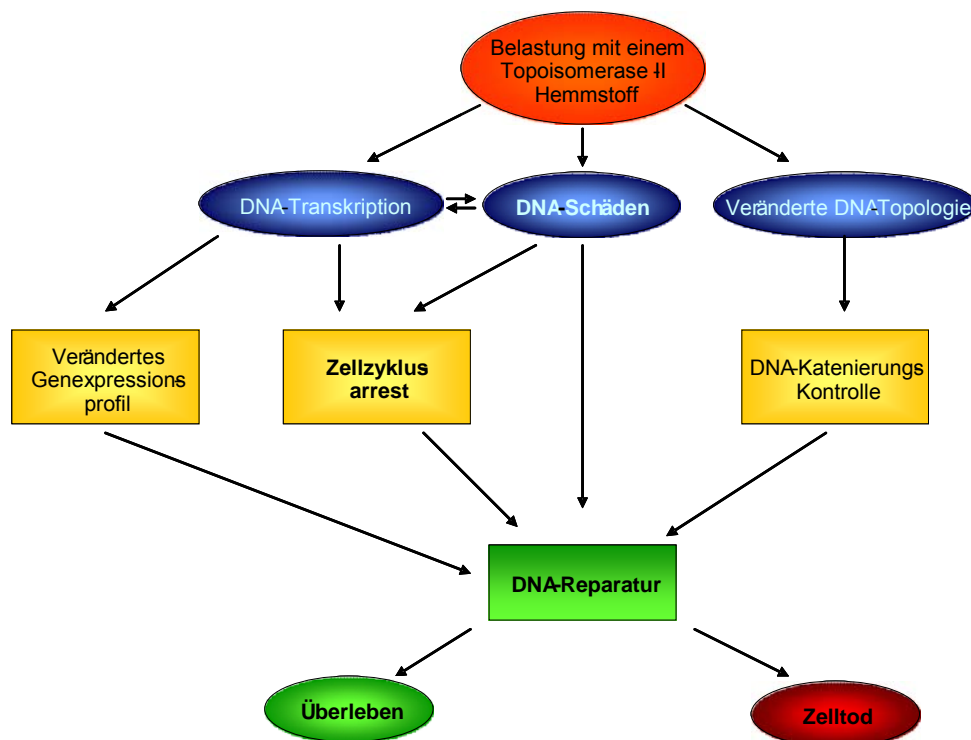 Belastung mit einem
Topoisomerase-II
Hemmstoff
DNA-Transkription
DNA-Schäden
Veränderte DNA-Topologie
Verändertes
Genexpressions-
profil
Zellzyklus
arrest
DNA-Katenierungs
Kontrolle
DNA-Reparatur
Überleben
Zelltod